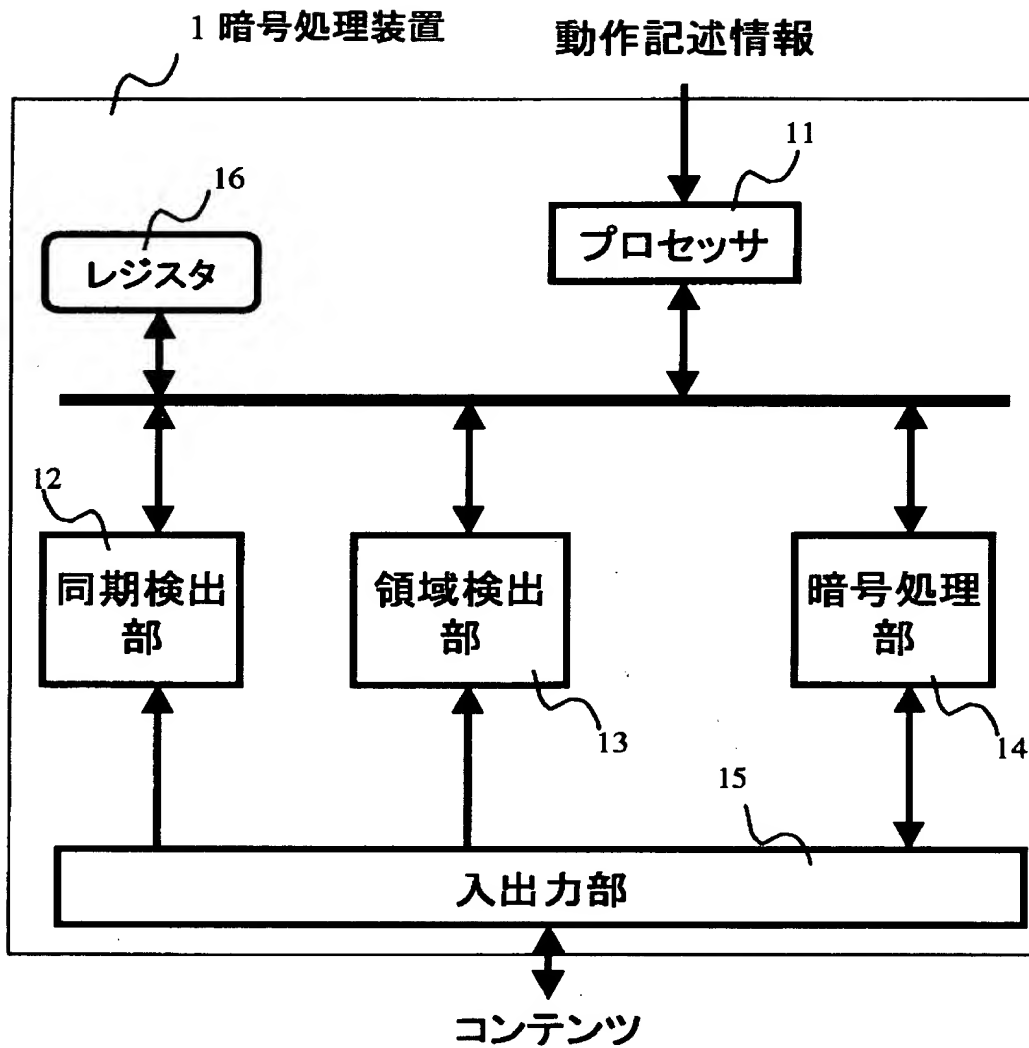 1 暗号処理装置
動作記述情報
11
16
プロセッサ
レジスタ
12
同期検出
部
領域検出
部
暗号処理
部
13
14
15
入出力部
コンテンツ